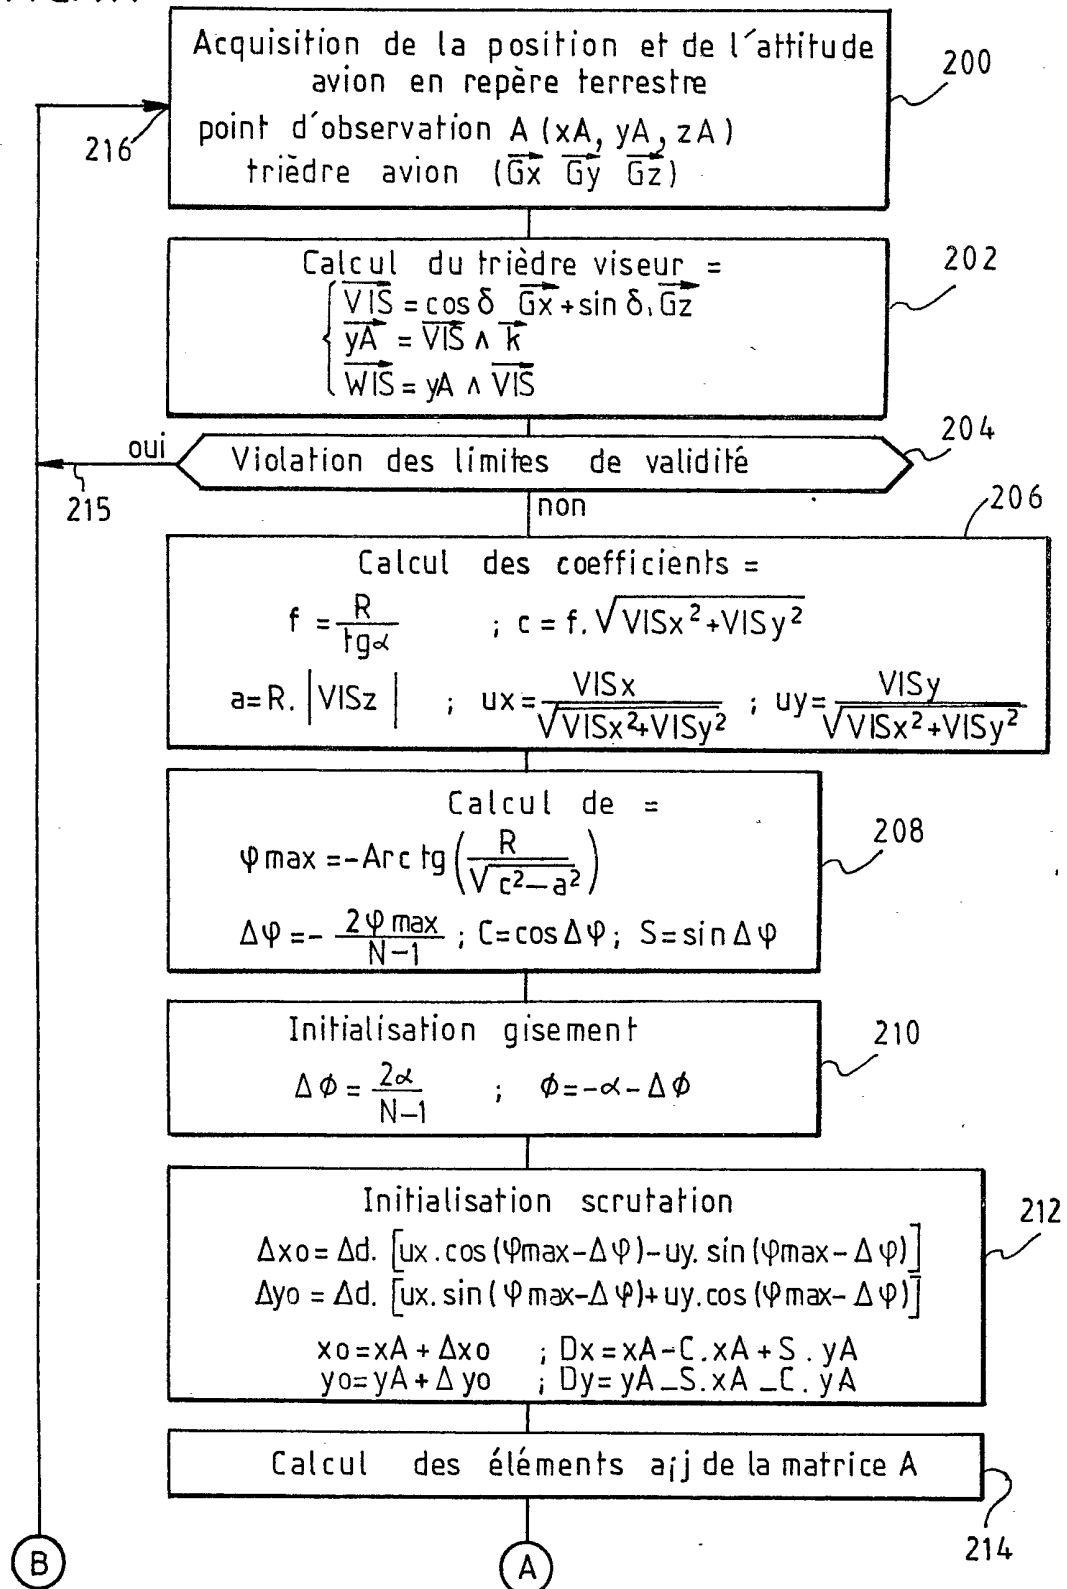 Acquisition de la position et de l'attitude
avion en repère terrestre
point d'observation A (xA, yA, zA)
trièdre avion (Gx Gy Gz)
200
216
Calcul du trièdre viseur =
VIS = cos δ Gx + sin δ. Gz
yA = VIS ∧ k
WIS = yA ∧ VIS
202
oui
Violation des limites de validité
204
215
non
206
Calcul des coefficients =
f = R / tgα ; c = f. √(VISx² + VISy²)
a = R. |VISz| ; ux = VISx / √(VISx² + VISy²) ; uy = VISy / √(VISx² + VISy²)
Calcul de =
φmax = -Arc tg (R / √(c² - a²))
Δφ = - 2φmax / N-1 ; C = cos Δφ ; S = sin Δφ
208
Initialisation gisement
Δϕ = 2α / N-1 ; ϕ = -α - Δϕ
210
Initialisation scrutation
Δxo = Δd. [ux. cos (φmax - Δφ) - uy. sin (φmax - Δφ)]
Δyo = Δd. [ux. sin (φmax - Δφ) + uy. cos (φmax - Δφ)]
xo = xA + Δxo ; Dx = xA - C. xA + S. yA
yo = yA + Δyo ; Dy = yA _ S. xA _ C. yA
212
Calcul des éléments aij de la matrice A
214
B
A